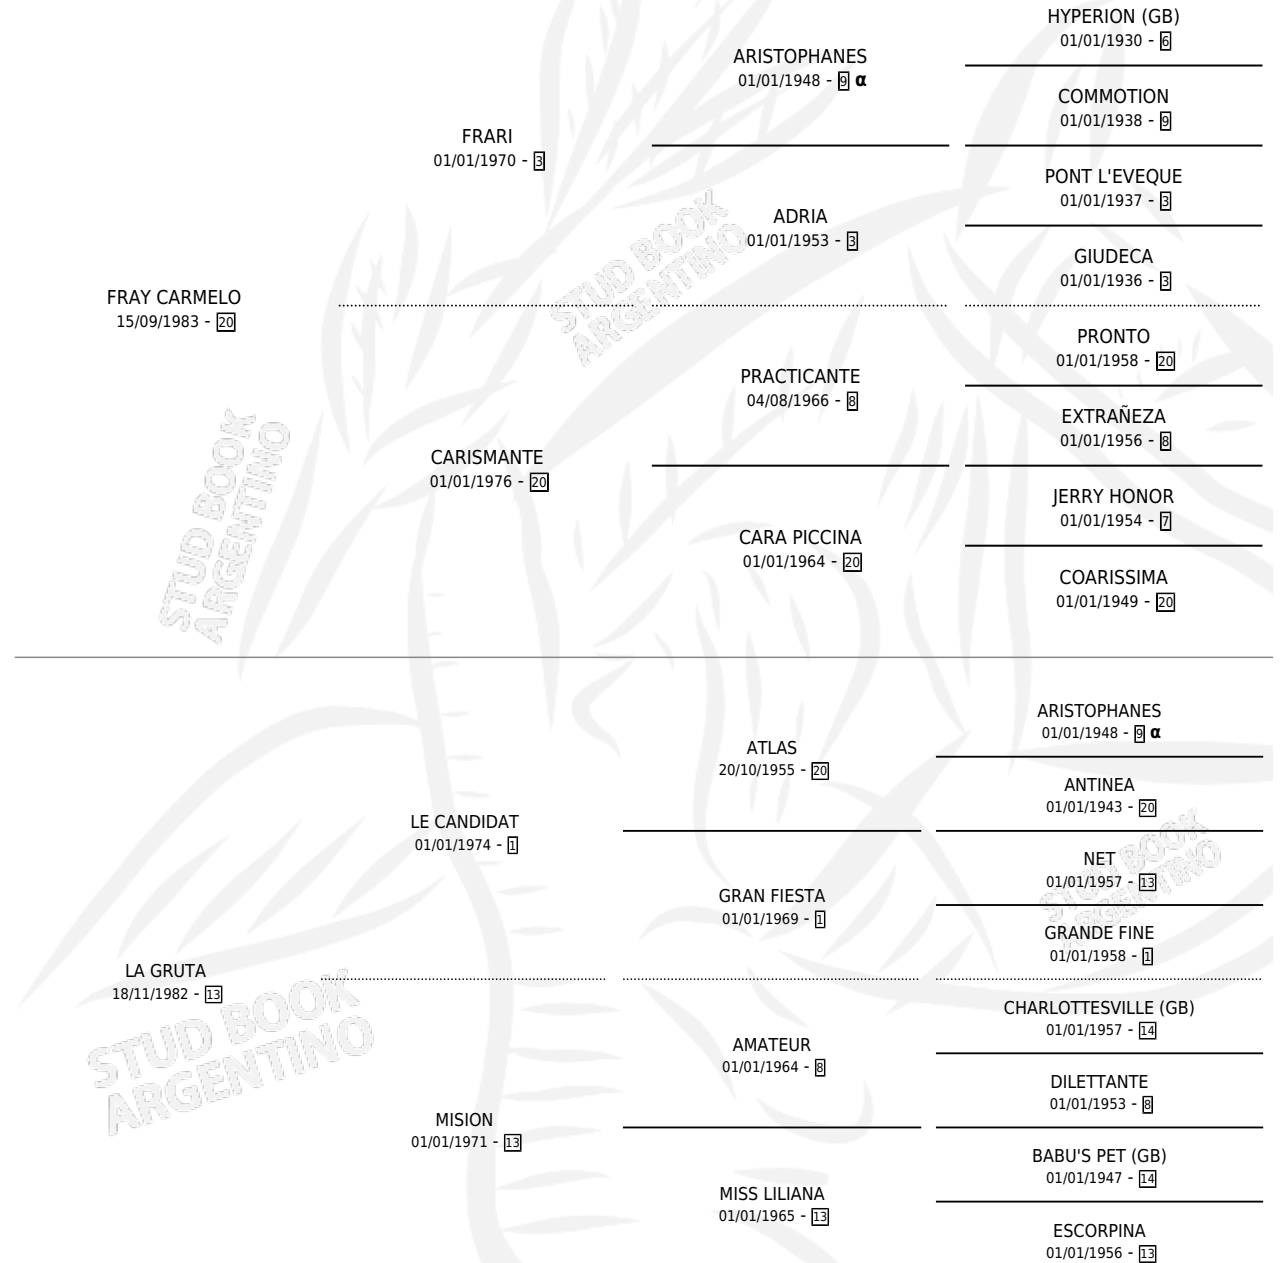 HYPERION (GB)
01/01/1930 - 6
ARISTOPHANES
01/01/1948 - 9 α
COMMOTION
01/01/1938 - 9
FRARI
01/01/1970 - 3
PONT L'EVEQUE
01/01/1937 - 3
ADRIA
01/01/1953 - 3
GIUDECA
01/01/1936 - 3
FRAY CARMELO
15/09/1983 - 20
PRONTO
01/01/1958 - 20
PRACTICANTE
04/08/1966 - 8
EXTRAÑEZA
01/01/1956 - 8
CARISMANTE
01/01/1976 - 20
JERRY HONOR
01/01/1954 - 7
CARA PICCINA
01/01/1964 - 20
COARISSIMA
01/01/1949 - 20
STUD BOOK
ARGENTINO
STUD BOOK
ARGENTINO
ARISTOPHANES
01/01/1948 - 9 α
ATLAS
20/10/1955 - 20
ANTINEA
01/01/1943 - 20
LE CANDIDAT
01/01/1974 - 1
NET
01/01/1957 - 13
GRAN FIESTA
01/01/1969 - 1
GRANDE FINE
01/01/1958 - 1
LA GRUTA
18/11/1982 - 13
CHARLOTTESVILLE (GB)
01/01/1957 - 14
AMATEUR
01/01/1964 - 8
DILETTANTE
01/01/1953 - 8
MISION
01/01/1971 - 13
BABU'S PET (GB)
01/01/1947 - 14
MISS LILIANA
01/01/1965 - 13
ESCORPINA
01/01/1956 - 13
STUD BOOK
ARGENTINO
STUD BOOK
ARGENTINO